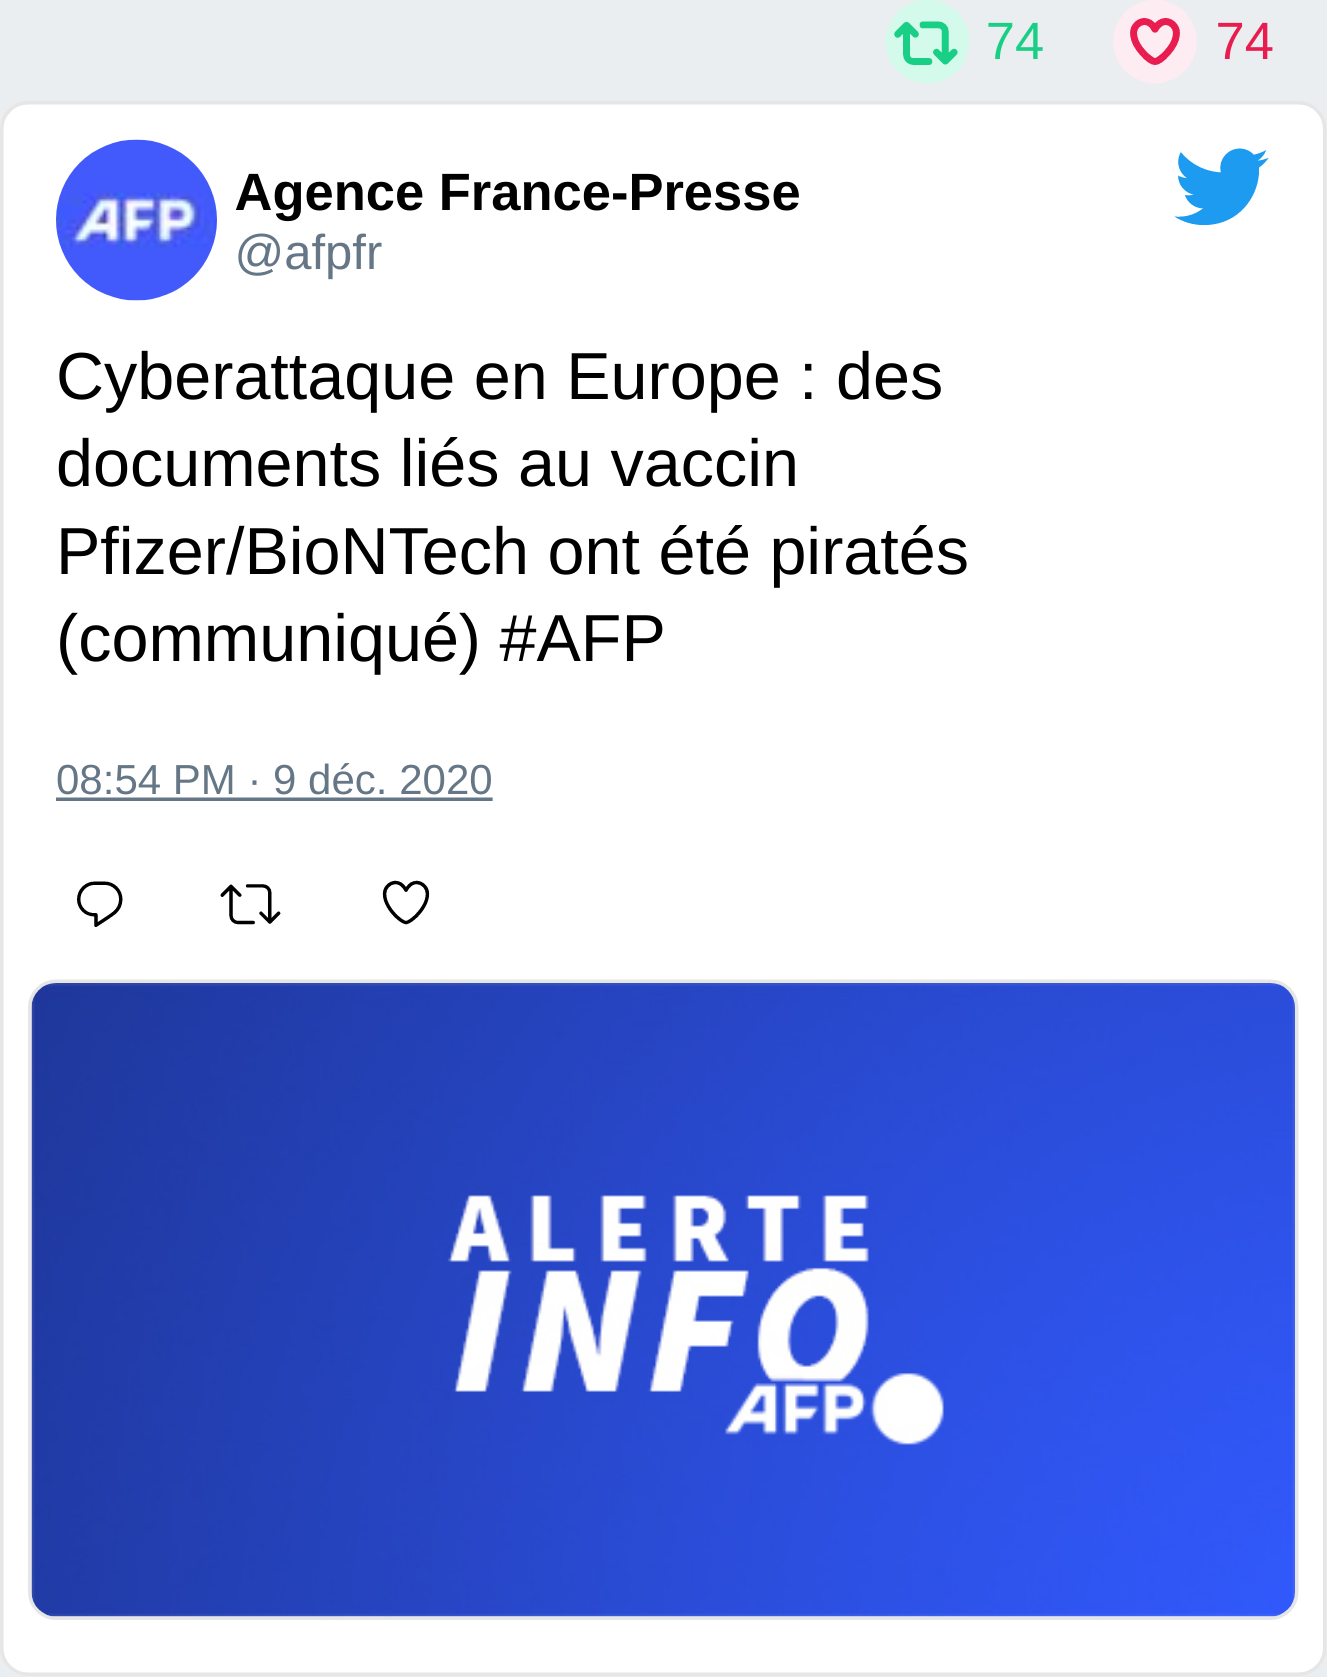 74 74
AFP
Agence France-Presse
@afpfr
Cyberattaque en Europe : des
documents liés au vaccin
Pfizer/BioNTech ont été piratés
(communiqué) #AFP
08:54 PM · 9 déc. 2020
ALERTE
INFO
AFP